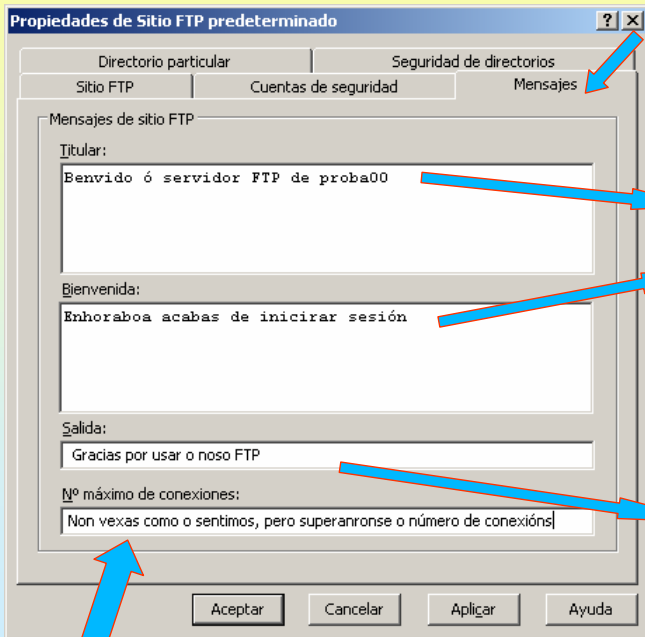 Propiedades de Sitio FTP predeterminado
Directorio particular
Seguridad de directorios
Sitio FTP
Cuentas de seguridad
Mensajes
Mensajes de sitio FTP
Titular:
Benvido ó servidor FTP de proba00
Bienvenida:
Enhoraboa acabas de inicirar sesión
Salida:
Gracias por usar o noso FTP
Nº máximo de conexiones:
Non vexas como o sentimos, pero superanronse o número de conexións
Aceptar
Cancelar
Aplicar
Ayuda